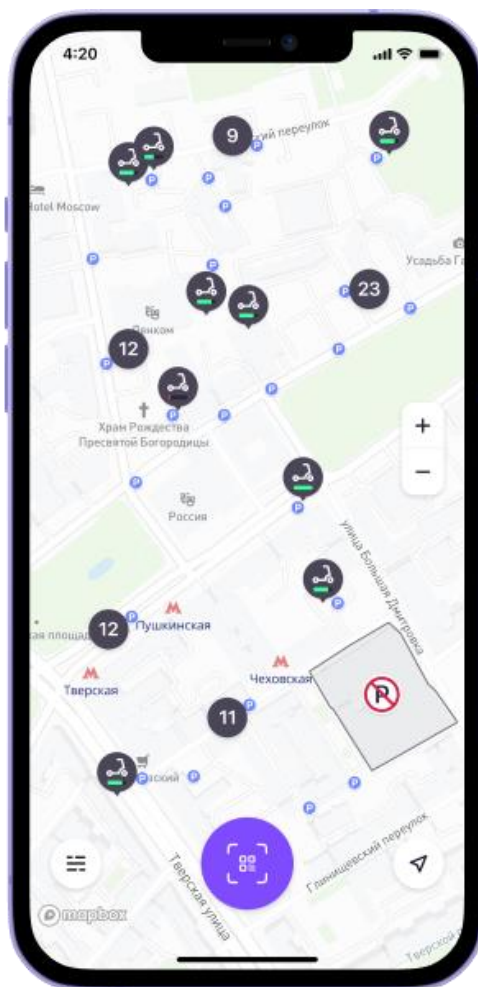 4:20
9
ский переулок
Hotel Moscow
Усадьба Га
23
Ленком
12
Храм Рождества
Пресвятой Богородицы
+
−
Россия
улица Большая Дмитровка
12
Пушкинская
кая площадь
Чеховская
Тверская
11
P
ский
Глинищевский переулок
Тверская улица
mapbox
Тверской п